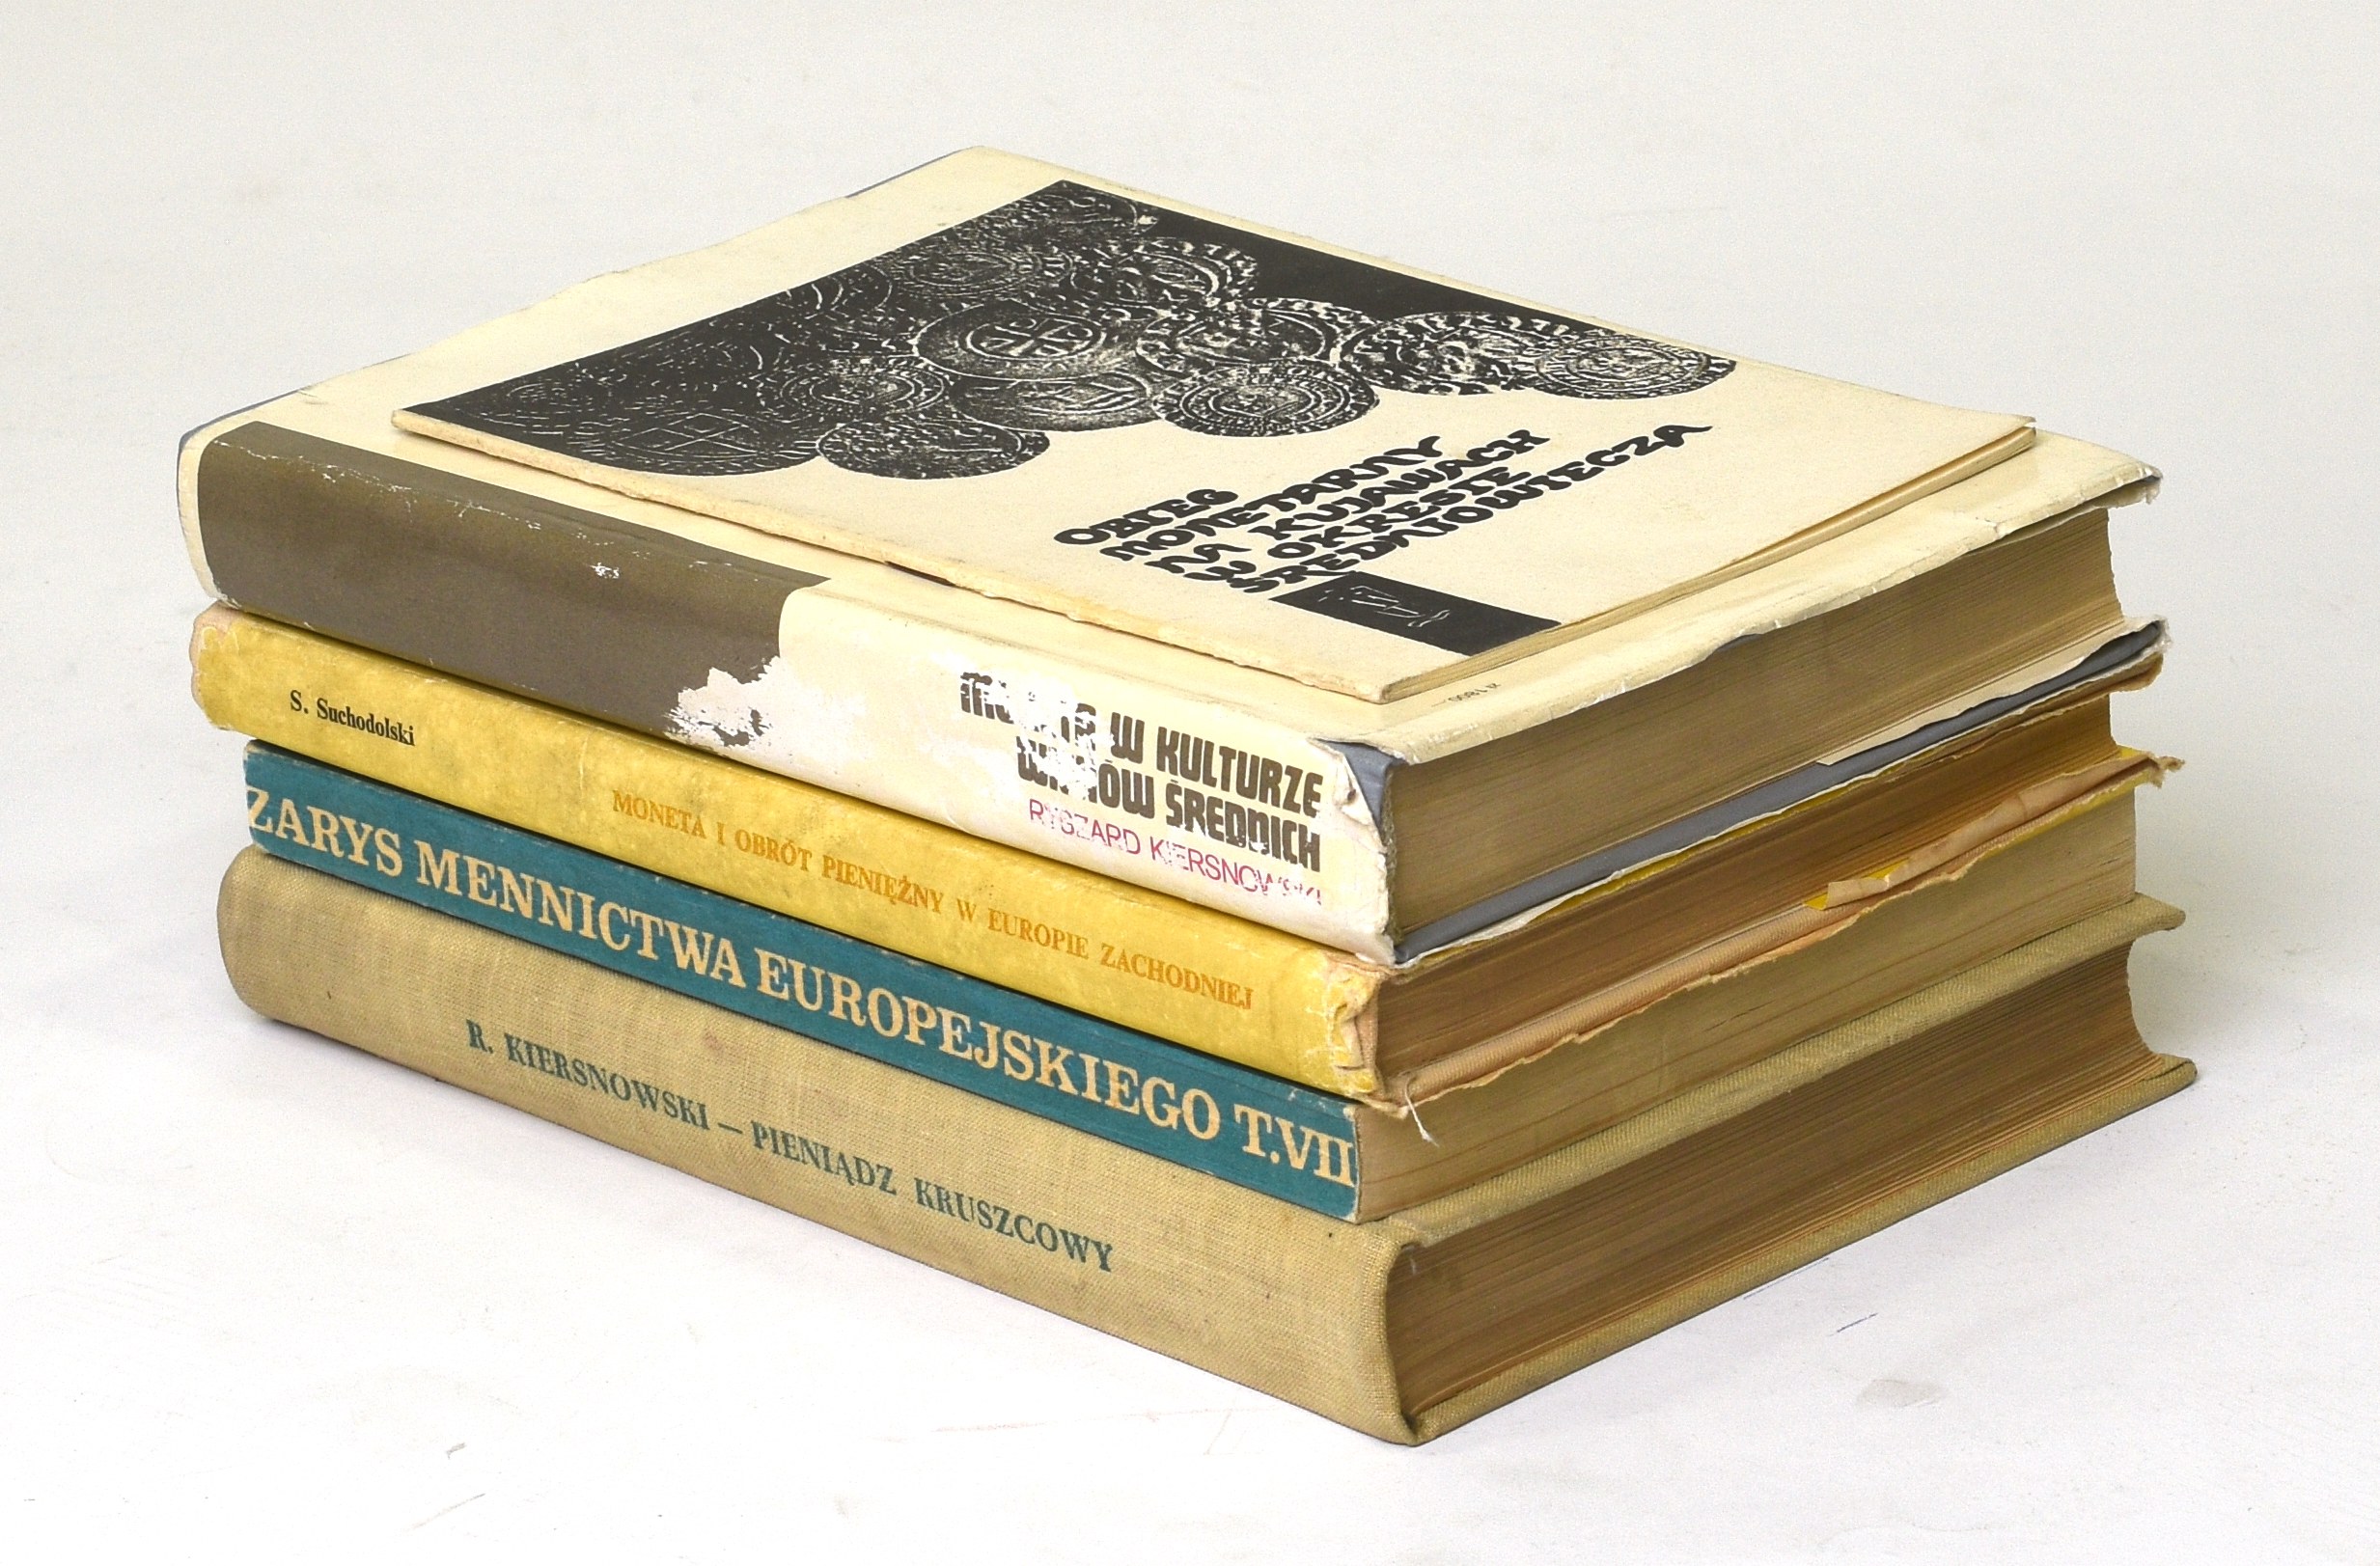 OBIEG
MONETARNY
NA KUJAWACH
W OKRESIE
ŚREDNIOWIECZA
W KULTURZE
ŚREDNICH
RYSZARD KIERSNOWSKI
S. Suchodolski
MONETA I OBRÓT PIENIĘŻNY W EUROPIE ZACHODNIEJ
ZARYS MENNICTWA EUROPEJSKIEGO T.VII
R. KIERSNOWSKI — PIENIĄDZ KRUSZCOWY